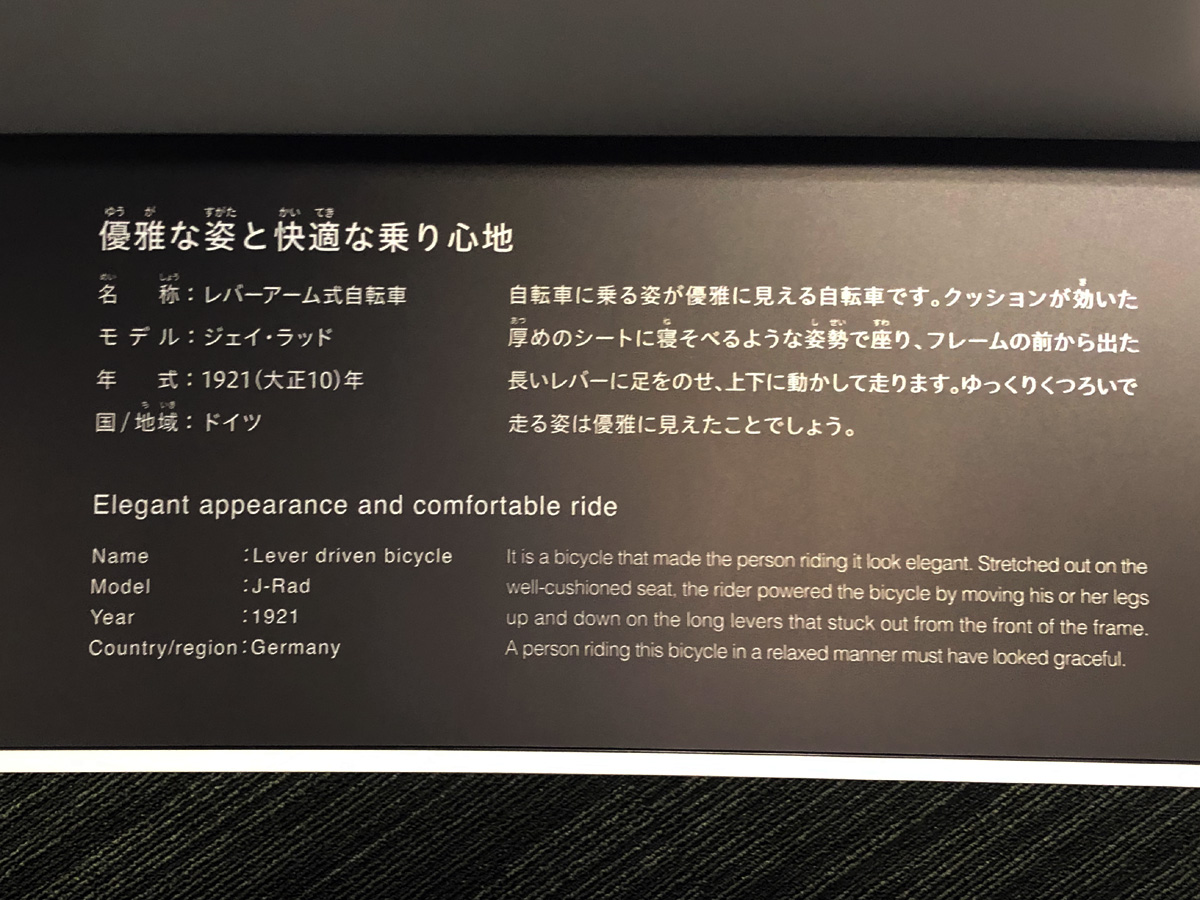 優雅な姿と快適な乗り心地
名　称：レバーアーム式自転車
モデル：ジェイ・ラッド
年　式：1921(大正10)年
国/地域：ドイツ
自転車に乗る姿が優雅に見える自転車です。クッションが効いた
厚めのシートに寝そべるような姿勢で座り、フレームの前から出た
長いレバーに足をのせ、上下に動かして走ります。ゆっくりくつろいで
走る姿は優雅に見えたことでしょう。
Elegant appearance and comfortable ride
Name :Lever driven bicycle
Model :J-Rad
Year :1921
Country/region:Germany
It is a bicycle that made the person riding it look elegant. Stretched out on the
well-cushioned seat, the rider powered the bicycle by moving his or her legs
up and down on the long levers that stuck out from the front of the frame.
A person riding this bicycle in a relaxed manner must have looked graceful.